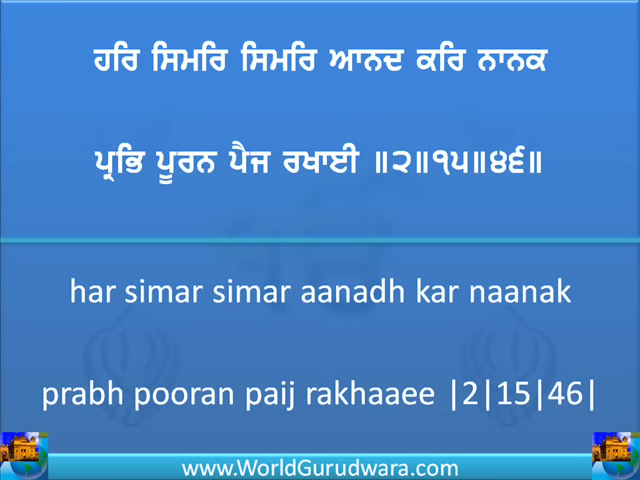 ਹਰਿ ਸਿਮਰਿ ਸਿਮਰਿ ਆਨਦ ਕਰਿ ਨਾਨਕ
ਪ੍ਰਭਿ ਪੂਰਨ ਪੈਜ ਰਖਾਈ ॥੨॥੧੫॥੪੬॥
har simar simar aanadh kar naanak
prabh pooran paij rakhaaee |2|15|46|
www.WorldGurudwara.com